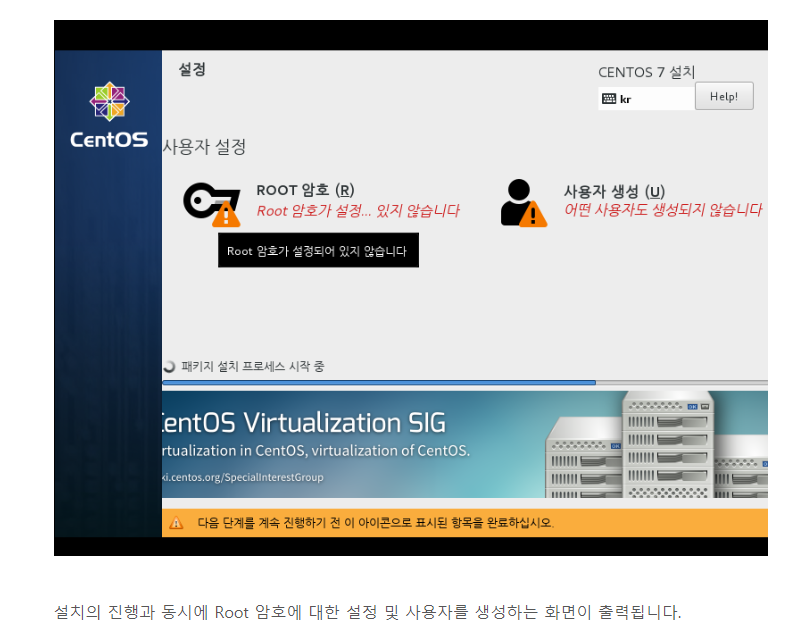 설정
CENTOS 7 설치
kr
Help!
CentOS
사용자 설정
ROOT 암호 (R)
Root 암호가 설정... 있지 않습니다
사용자 생성 (U)
어떤 사용자도 생성되지 않습니다
Root 암호가 설정되어 있지 않습니다
패키지 설치 프로세스 시작 중
entOS Virtualization SIG
rtualization in CentOS, virtualization of CentOS.
ki.centos.org/SpecialInterestGroup
다음 단계를 계속 진행하기 전 이 아이콘으로 표시된 항목을 완료하십시오.
설치의 진행과 동시에 Root 암호에 대한 설정 및 사용자를 생성하는 화면이 출력됩니다.